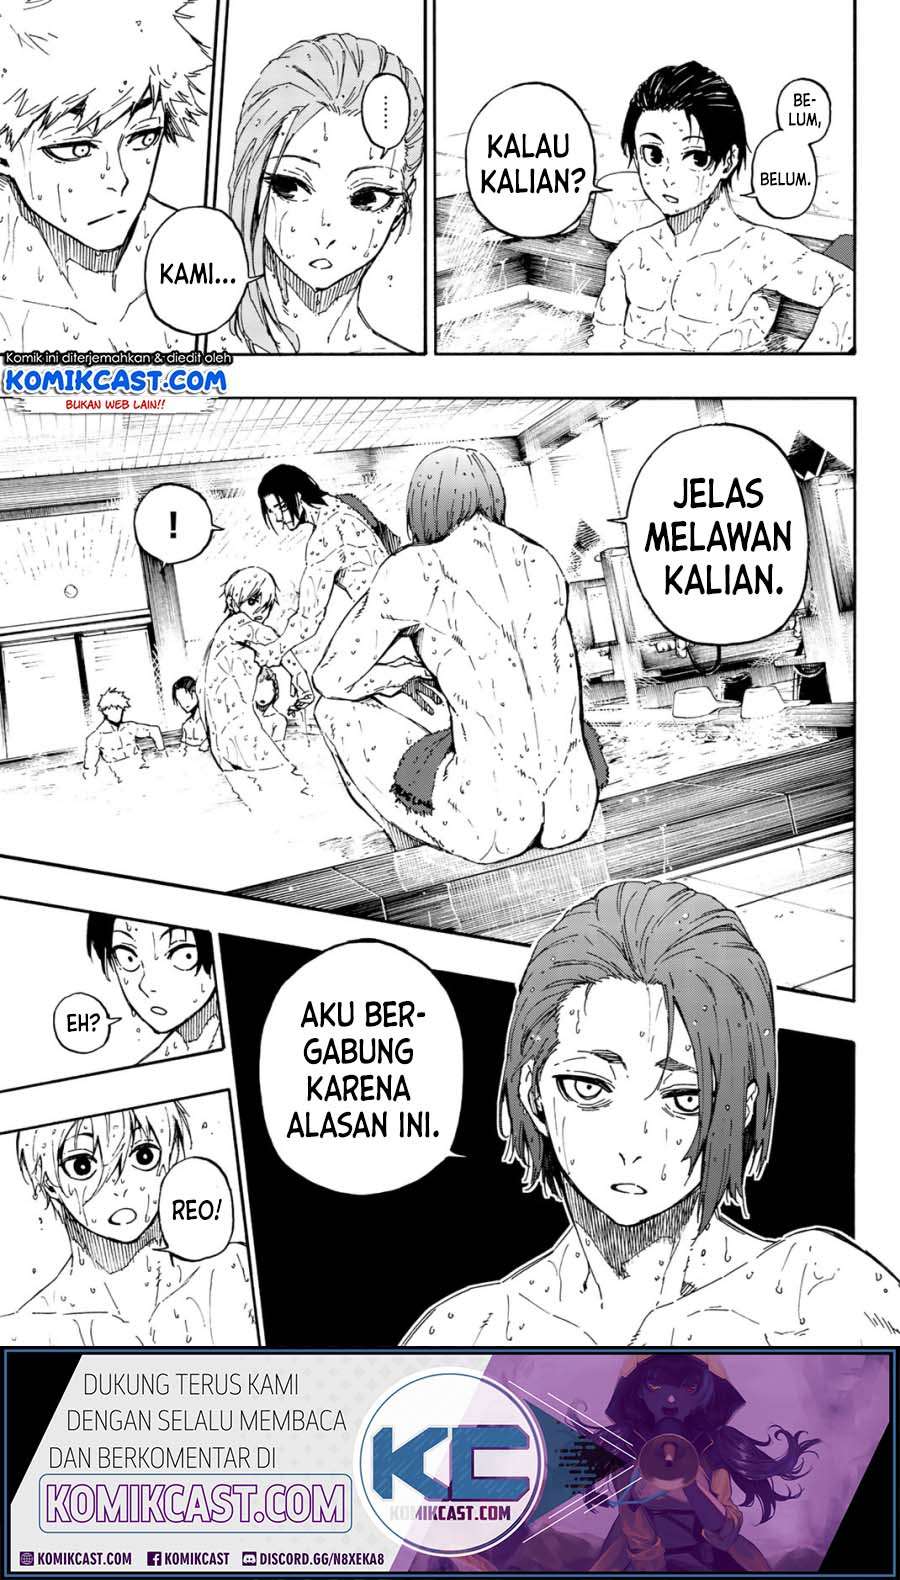 BE-
LUM,
BELUM.
KALAU
KALIAN?
......
KAMI...
Komik ini diterjemahkan & diedit oleh
KOMIKCAST.COM
BUKAN WEB LAIN!!
JELAS
MELAWAN
KALIAN.
!
AKU BER-
GABUNG
KARENA
ALASAN INI.
EH?
REO!
DUKUNG TERUS KAMI
DENGAN SELALU MEMBACA
DAN BERKOMENTAR DI
KOMIKCAST.COM
KC
KOMIKCAST.COM
KOMIKCAST.COM
KOMIKCAST
DISCORD.GG/N8XEKA8